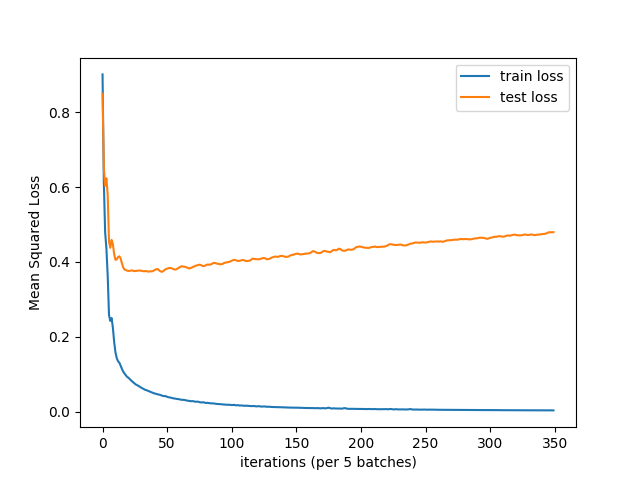 train loss
test loss
Mean Squared Loss
0.8
0.6
0.4
0.2
0.0
0 50 100 150 200 250 300 350
iterations (per 5 batches)